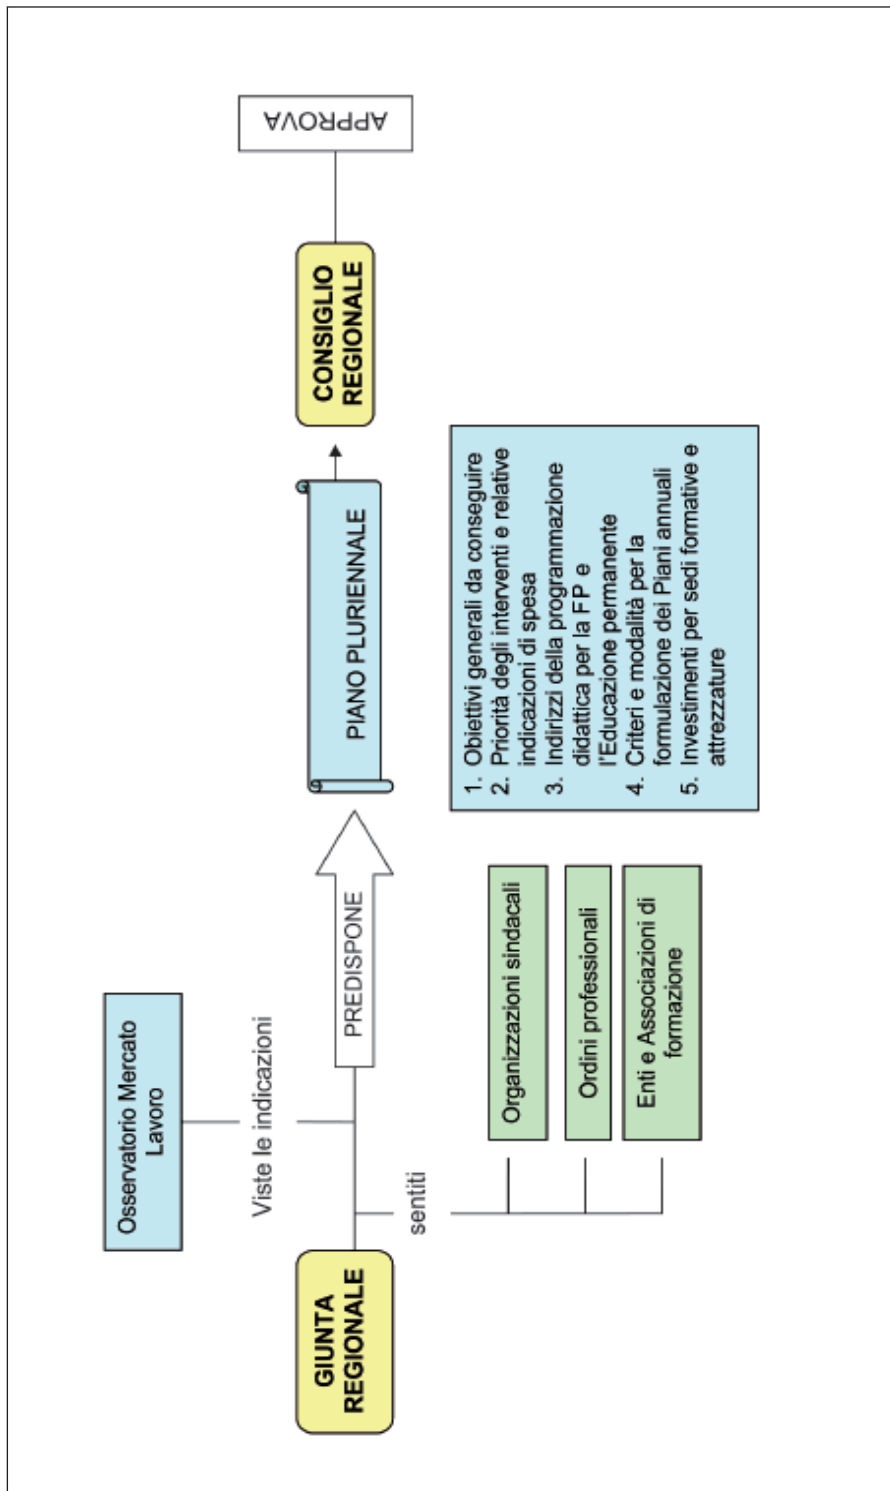 Osservatorio Mercato
Lavoro
Viste le indicazioni
GIUNTA
REGIONALE
PREDISPONE
PIANO PLURIENNALE
CONSIGLIO
REGIONALE
APPROVA
sentiti
Organizzazioni sindacali
Ordini professionali
Enti e Associazioni di
formazione
1. Obiettivi generali da conseguire
2. Priorità degli interventi e relative
indicazioni di spesa
3. Indirizzi della programmazione
didattica per la FP e
l'Educazione permanente
4. Criteri e modalità per la
formulazione dei Piani annuali
5. Investimenti per sedi formative e
attrezzature